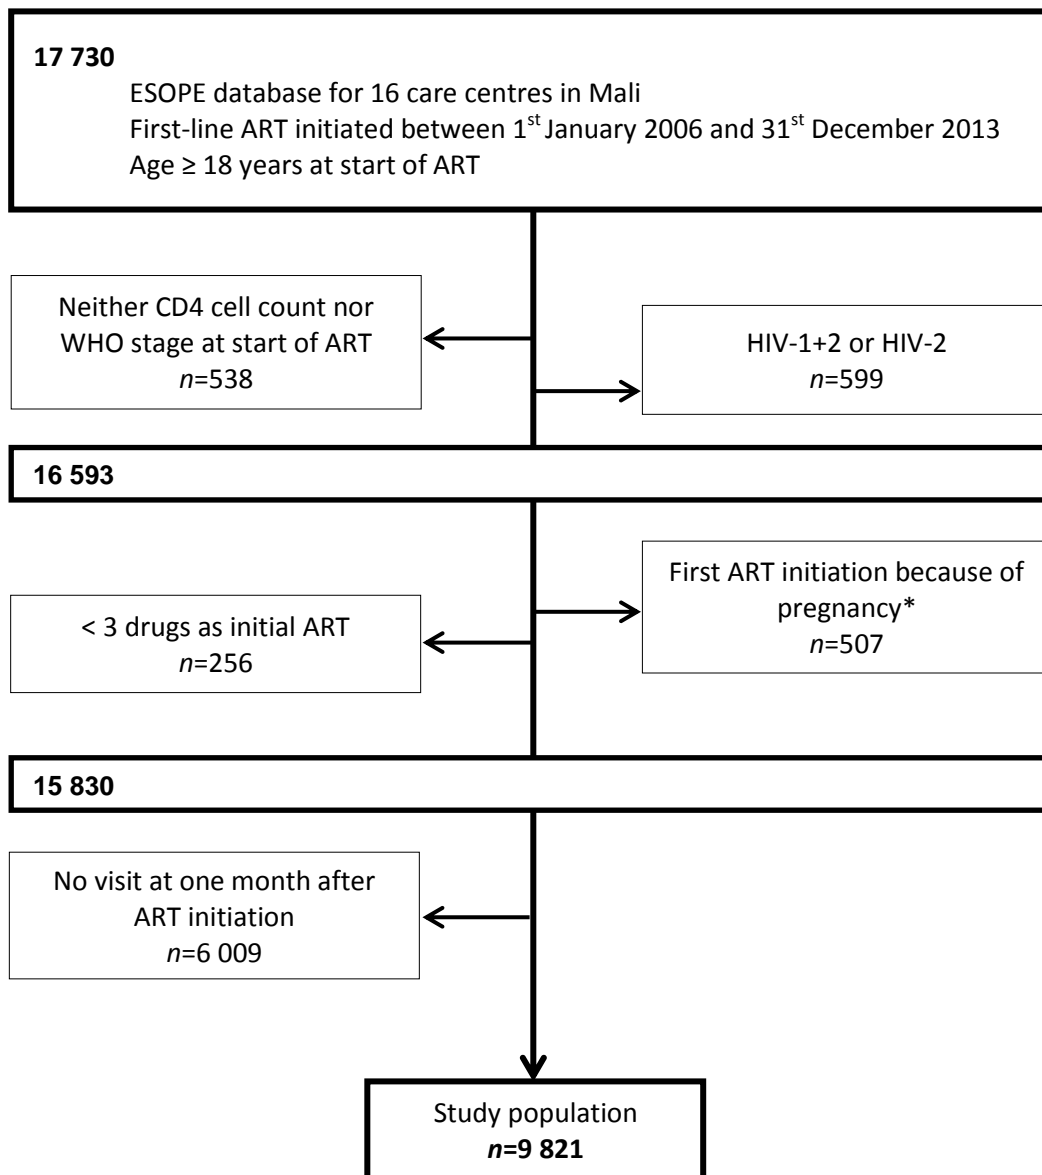 17 730
ESOPE database for 16 care centres in Mali
First-line ART initiated between 1st January 2006 and 31st December 2013
Age ≥ 18 years at start of ART
Neither CD4 cell count nor
WHO stage at start of ART
n=538
HIV-1+2 or HIV-2
n=599
16 593
First ART initiation because of
pregnancy*
n=507
< 3 drugs as initial ART
n=256
15 830
No visit at one month after
ART initiation
n=6 009
Study population
n=9 821